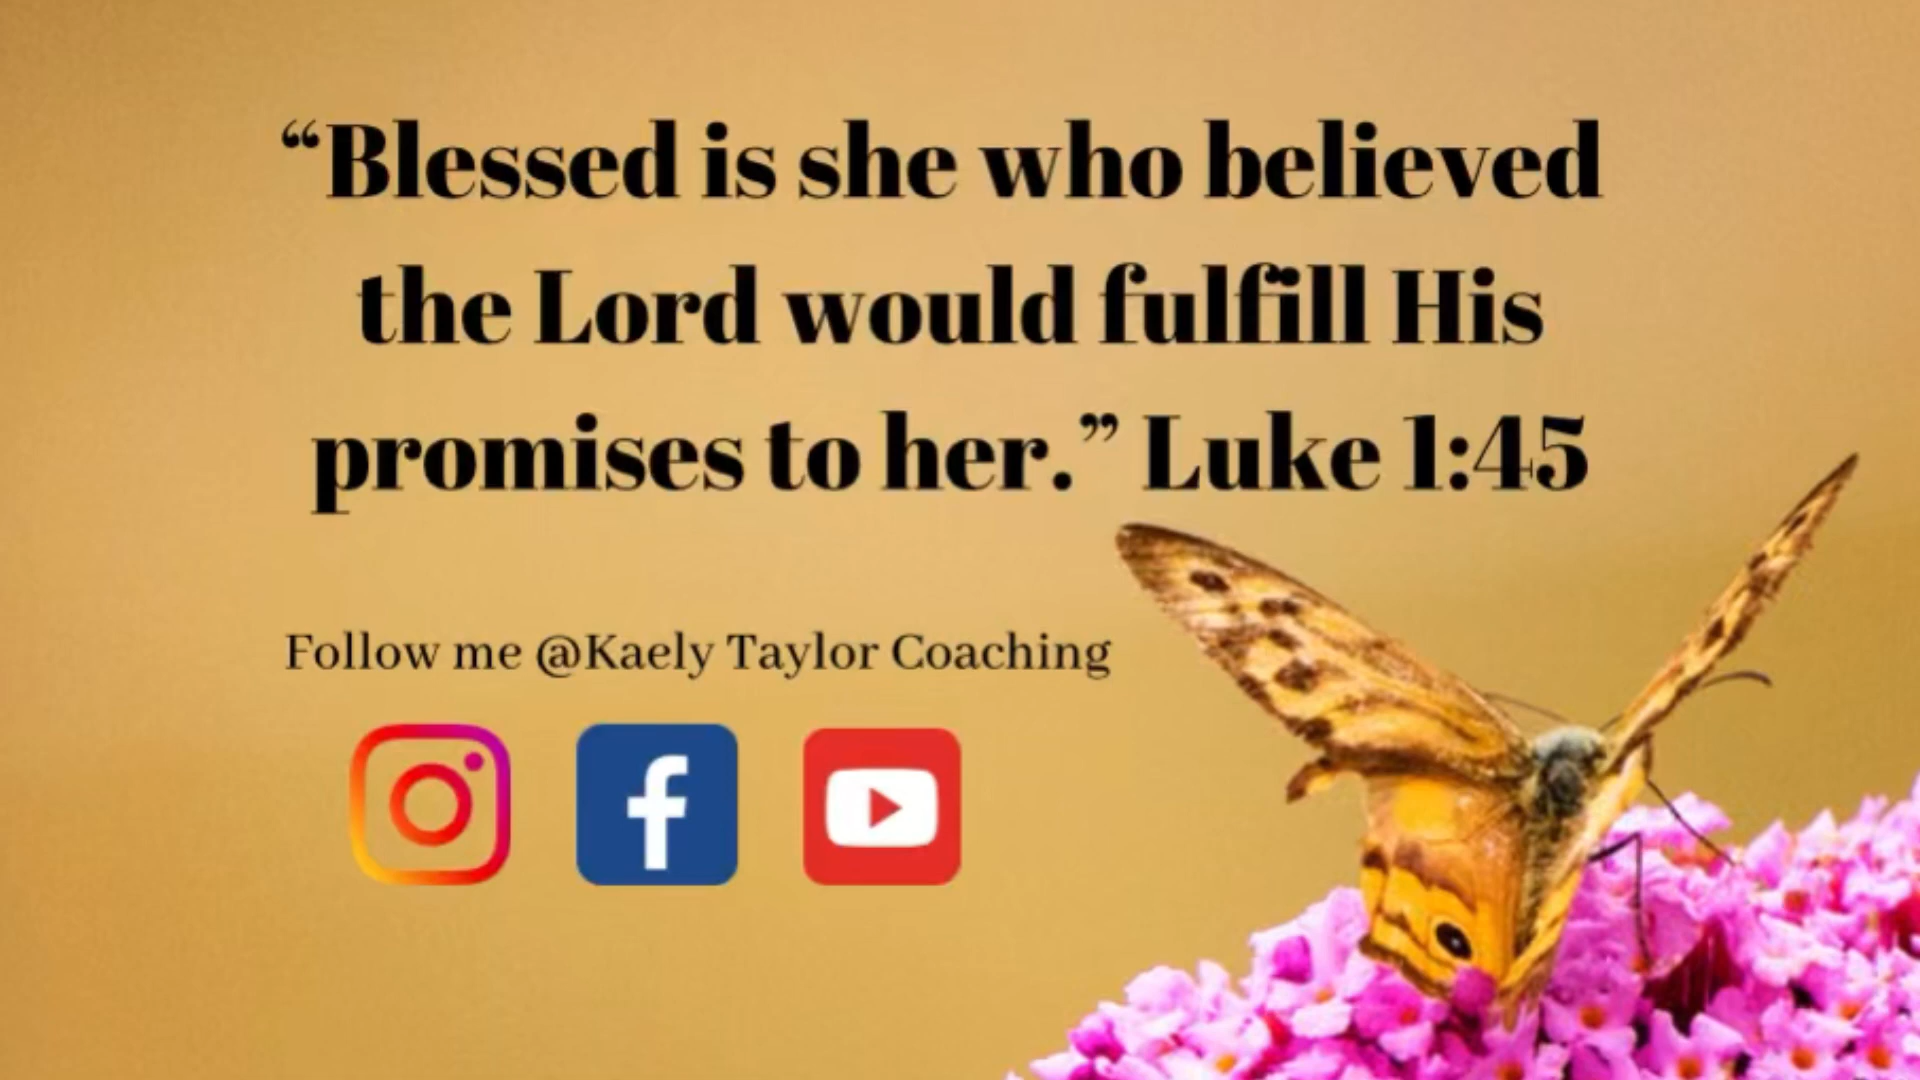 “Blessed is she who believed
the Lord would fulfill His
promises to her.” Luke 1:45
Follow me @Kaely Taylor Coaching